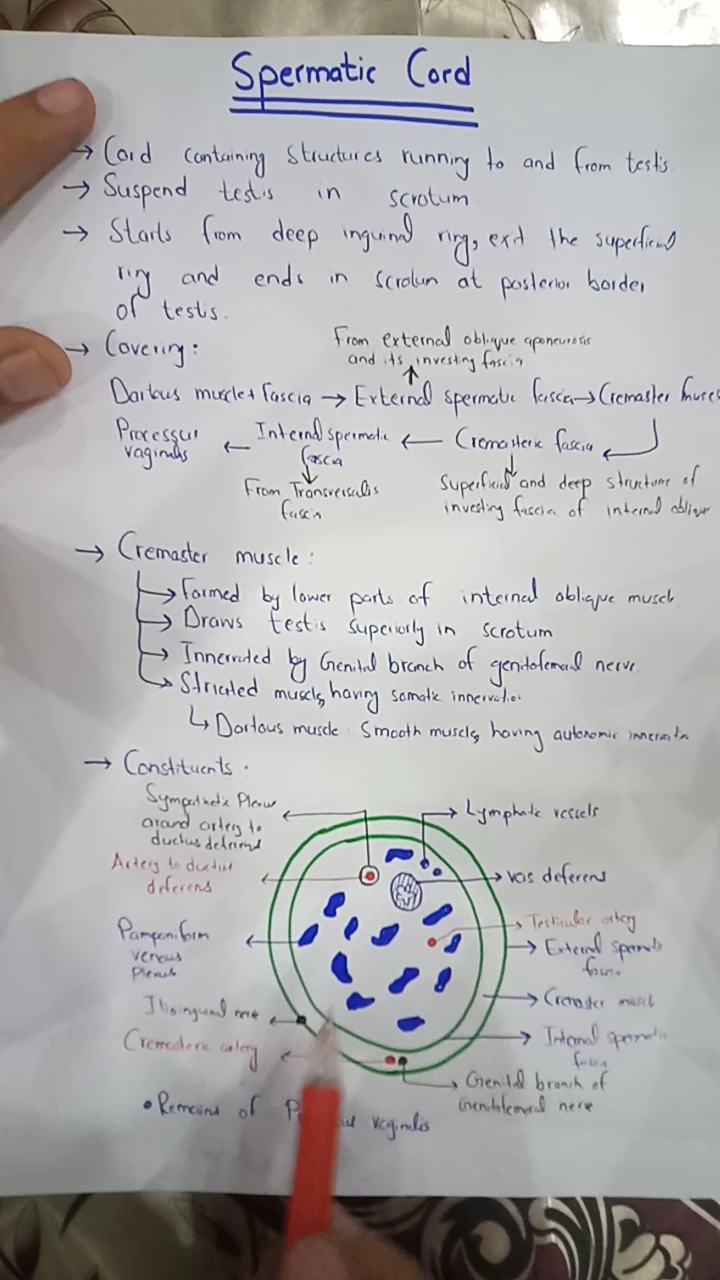 Spermatic Cord
→ Cord containing structures running to and from testis.
→ Suspend testis in scrotum
→ Starts from deep inguinal ring, exit the superficial
ring and ends in scrotum at posterior border
of testis.
→ Covering:
From external oblique aponeurosis
and its investing fascia
Dartous muscle + fascia → External spermatic fascia → Cremaster
Processus vaginalis ← Internal spermatic fascia ← Cremasteric fascia
From Transversalis
fascia
Superficial and deep structure of
investing fascia of internal oblique
→ Cremaster muscle:
→ Formed by lower parts of internal oblique muscle
→ Draws testis superiorly in scrotum
→ Innervated by Genital branch of genitofemoral nerve
→ Striated muscle, having somatic innervation
↳ Dartous muscle: Smooth muscle, having autonomic innervation
→ Constituents:
Sympathetic Plexus
around artery to
ductus deferens
Lymphatic vessels
Artery to ductus
deferens
vas deferens
Testicular artery
Pampiniform
venous
plexus
External spermatic
fascia
Cremaster muscle
Ilioinguinal nerve
Internal spermatic
fascia
Cremasteric artery
Genital branch of
Genitofemoral nerve
• Remains of vaginalis